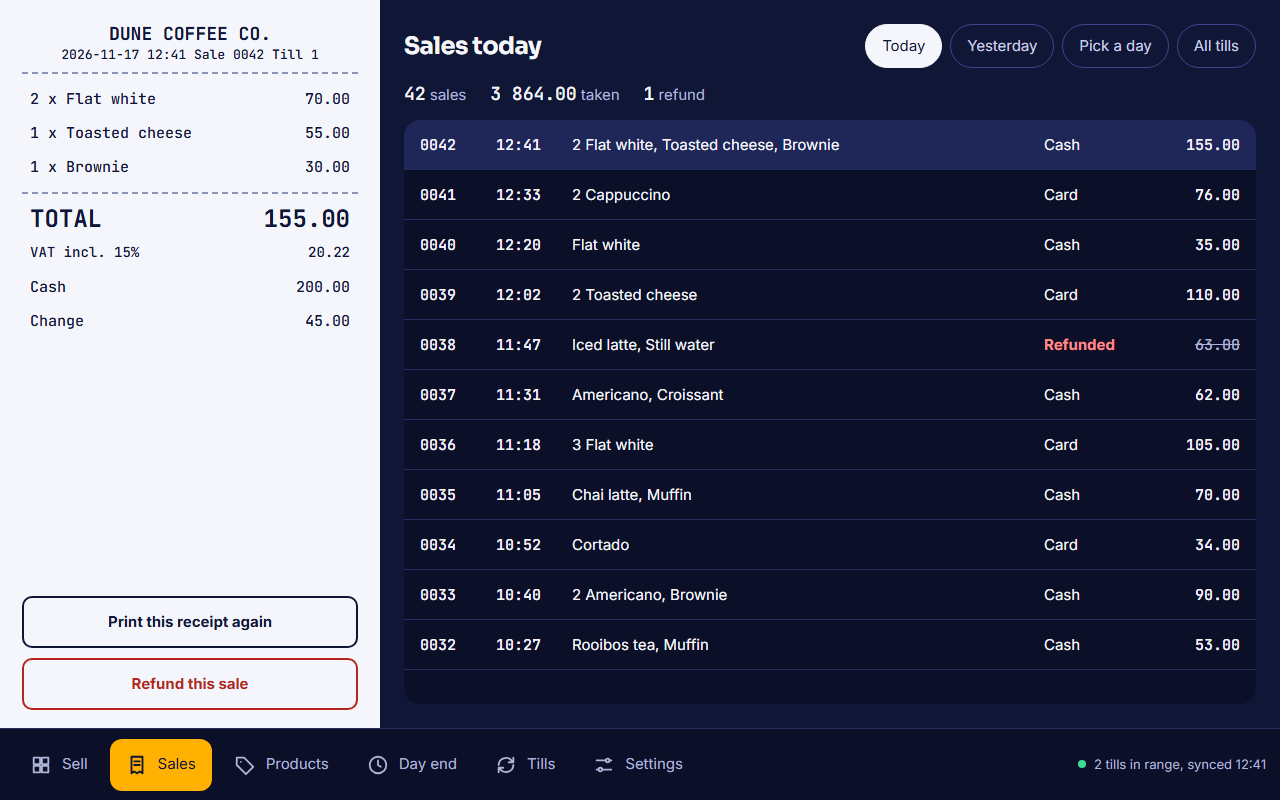 DUNE COFFEE CO.
2026-11-17 12:41 Sale 0042 Till 1
2 x Flat white 70.00
1 x Toasted cheese 55.00
1 x Brownie 30.00
TOTAL 155.00
VAT incl. 15% 20.22
Cash 200.00
Change 45.00
Print this receipt again
Refund this sale
Sales today
Today Yesterday Pick a day All tills
42 sales 3 864.00 taken 1 refund
0042 12:41 2 Flat white, Toasted cheese, Brownie Cash 155.00
0041 12:33 2 Cappuccino Card 76.00
0040 12:20 Flat white Cash 35.00
0039 12:02 2 Toasted cheese Card 110.00
0038 11:47 Iced latte, Still water Refunded 63.00
0037 11:31 Americano, Croissant Cash 62.00
0036 11:18 3 Flat white Card 105.00
0035 11:05 Chai latte, Muffin Cash 70.00
0034 10:52 Cortado Card 34.00
0033 10:40 2 Americano, Brownie Cash 90.00
0032 10:27 Rooibos tea, Muffin Cash 53.00
Sell Sales Products Day end Tills Settings 2 tills in range, synced 12:41